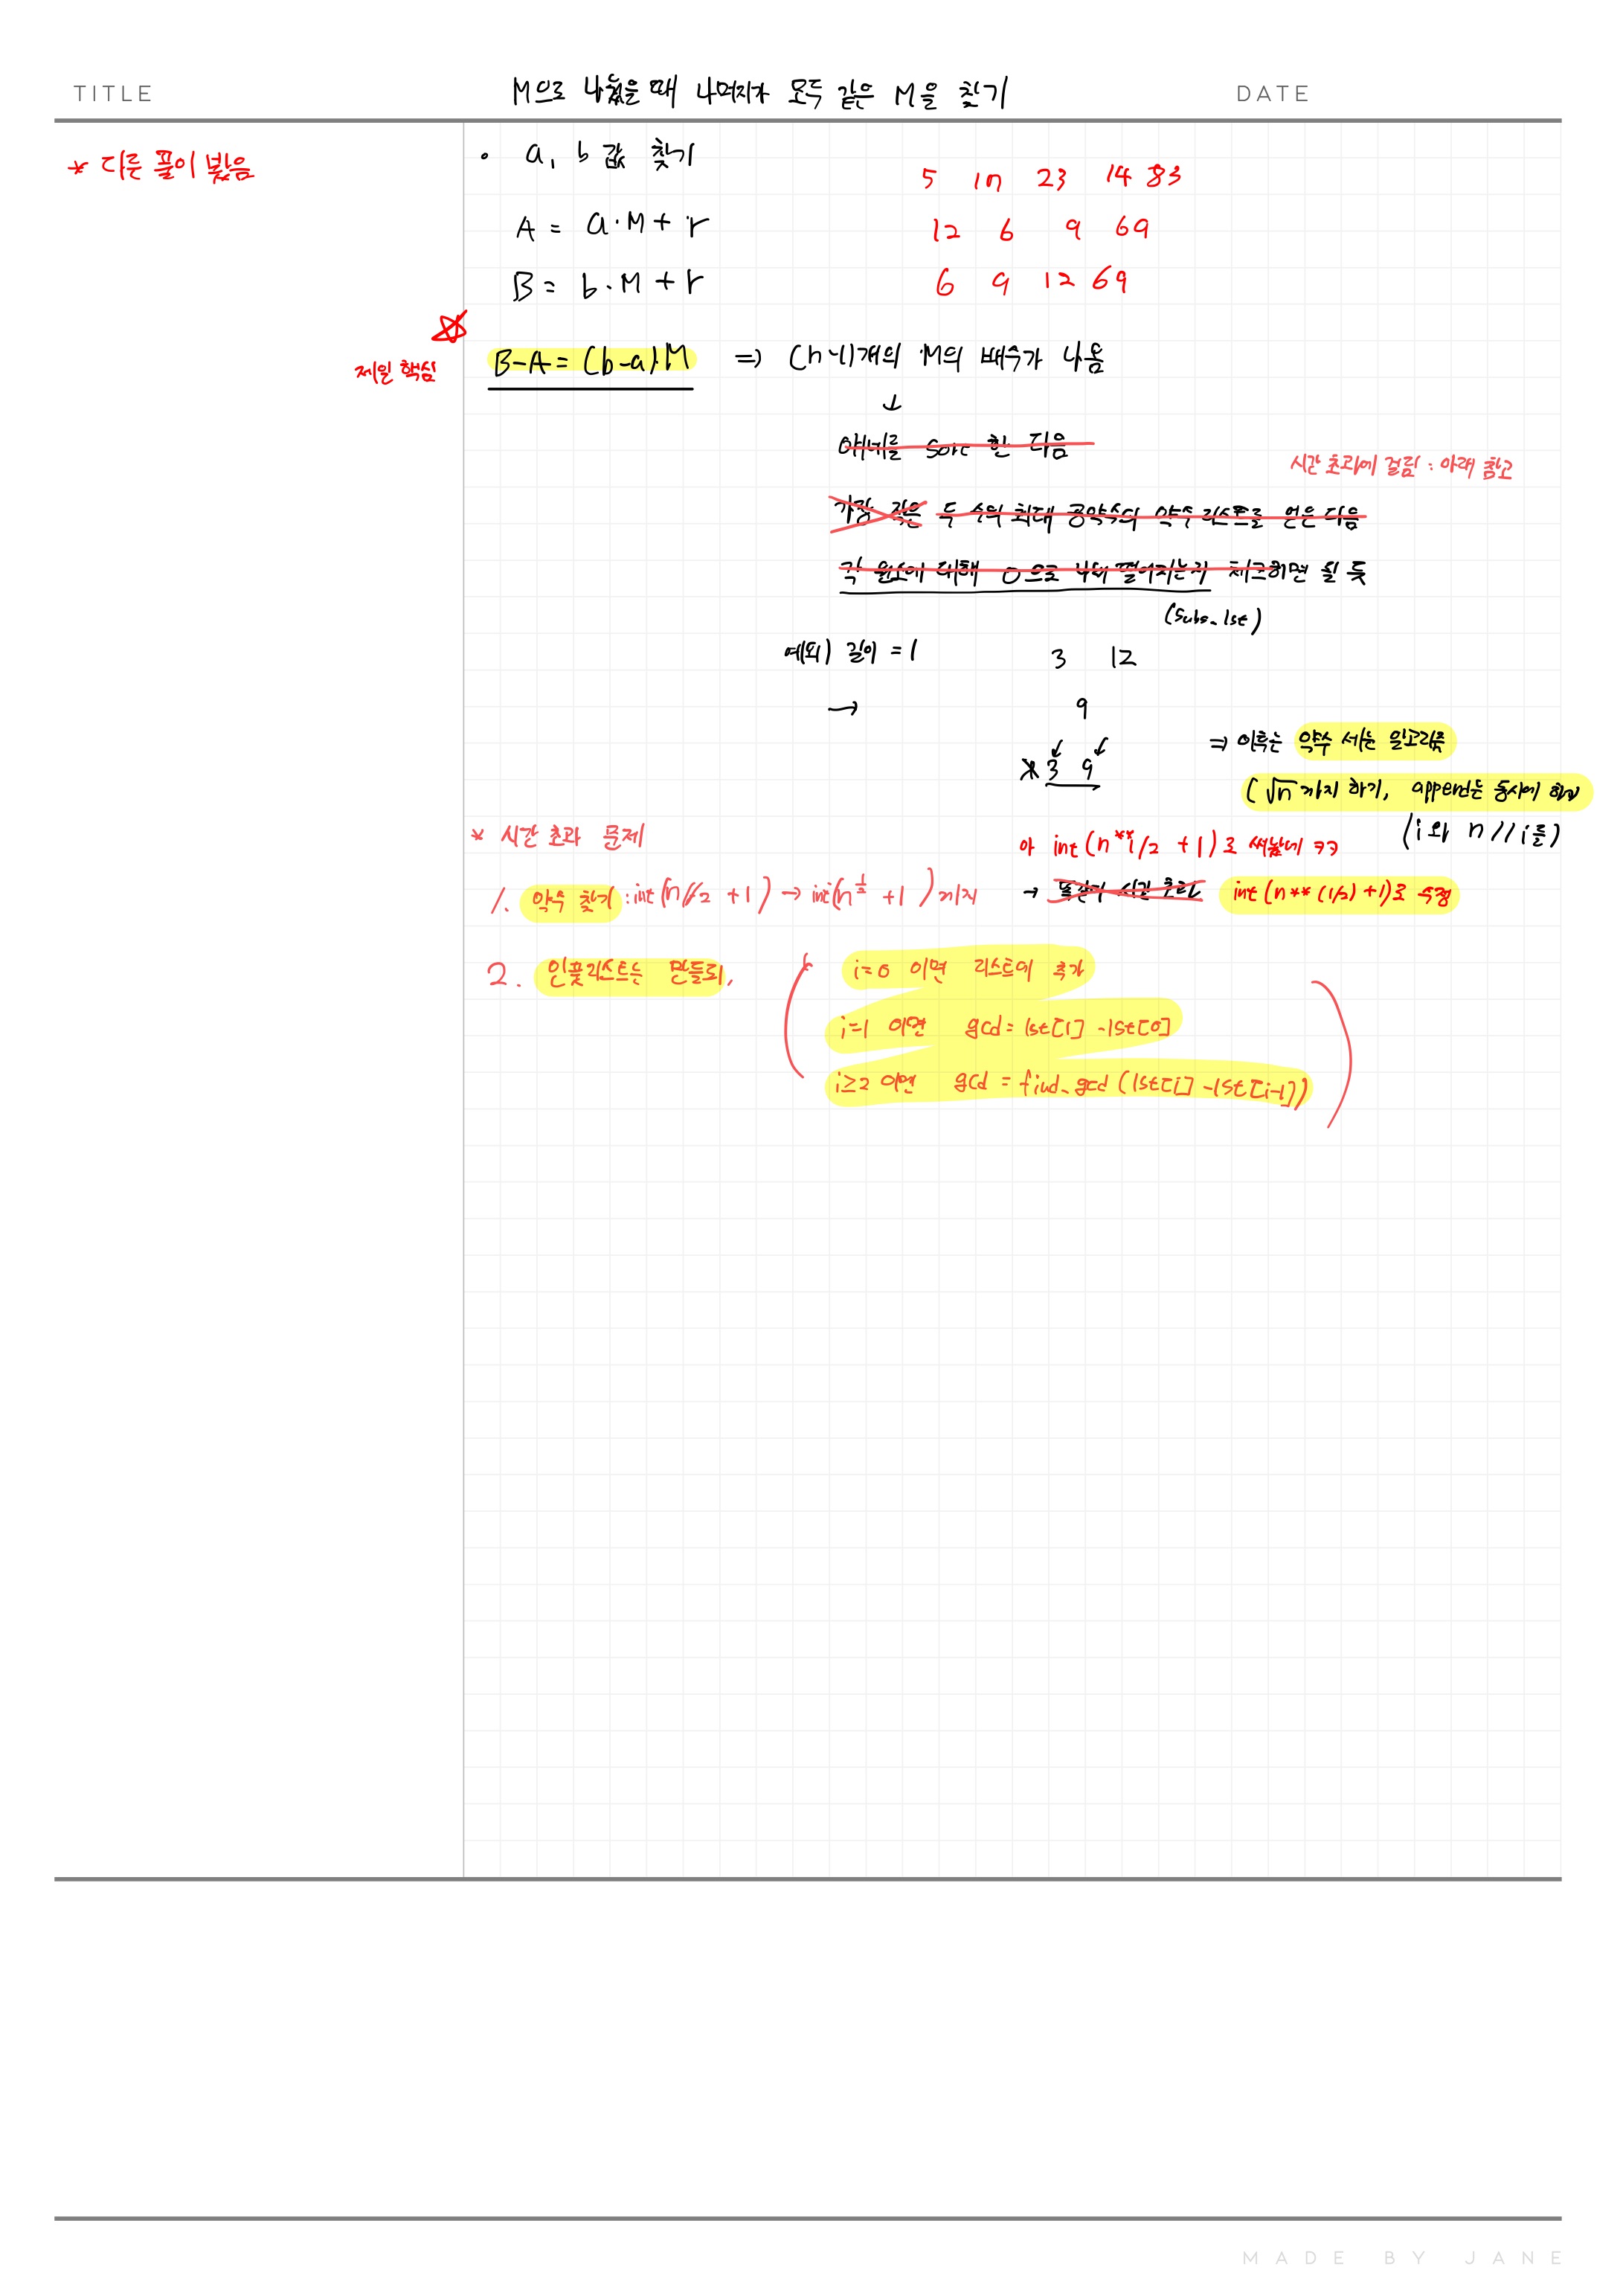 TITLE
M으로 나눴을 때 나머지가 모두 같은 M을 찾기
DATE
* 다른 풀이 봤음
• a, b 값 찾기
5 17 23 14 83
A = a·M + r
12 6 9 69
B = b·M + r
6 9 12 69
제일 핵심
B-A = (b-a)·M ⇒ (n-1)개의 M의 배수가 나옴
↓
얘네를 sort 한 다음
시간 초과에 걸림 : 아래 참고
가장 작은 두 수의 최대 공약수의 약수 리스트를 얻은 다음
각 원소에 대해 0으로 나눠 떨어지는지 체크하면 될 듯
(subs_lst)
예외) 길이 = 1
3 12
→ 9
* 3 9
⇒ 이후는 약수 세는 알고리즘
(√n 까지 하기, append는 동시에 하기
(i 와 n//i를)
* 시간 초과 문제
아 int(n**1/2 +1)로 써놨네 ㅋㅋ
1. 약수 찾기 : int(n//2 +1) → int(n^½ +1) 까지
→ 똑같이 시간 초과 int(n**(1/2)+1)로 수정
2. 인풋리스트는 만들되,
i=0 이면 리스트에 추가
i=1 이면 gcd = lst[1] - lst[0]
i≥2 이면 gcd = find_gcd (lst[i] - lst[i-1])
MADE BY JANE